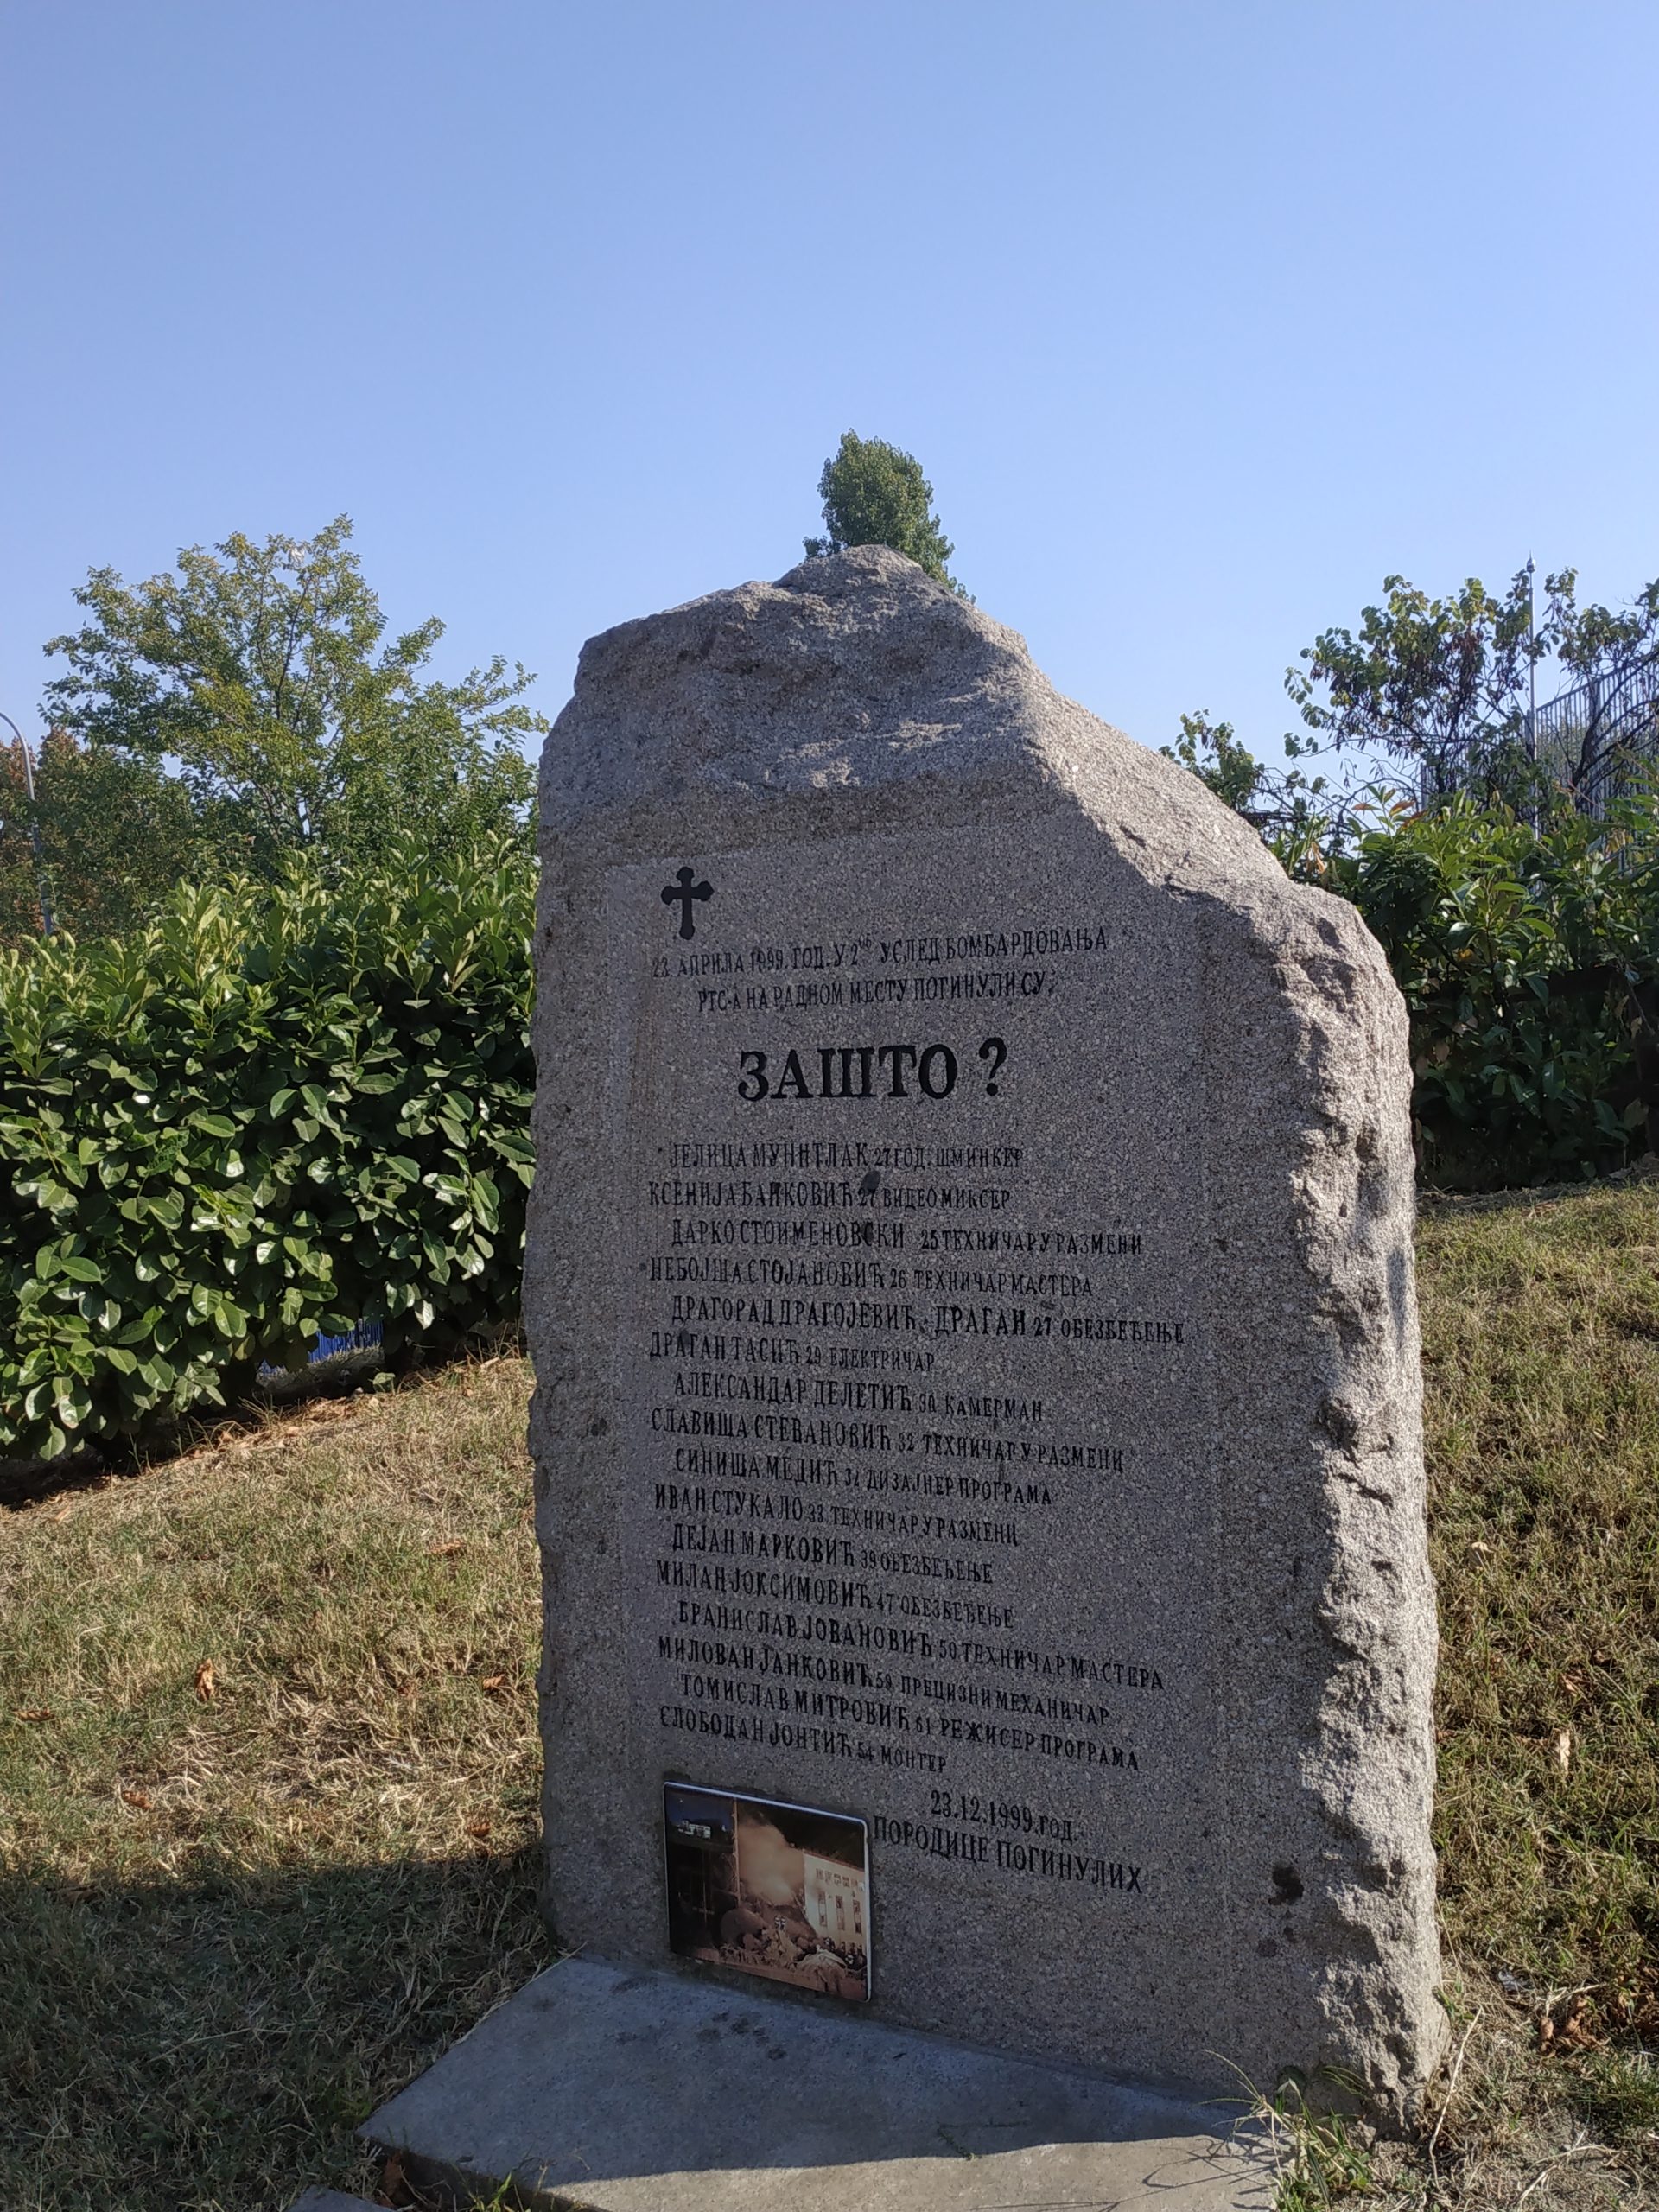 23. АПРИЛА 1999. ГОД. У 2⁰⁶ УСЛЕД БОМБАРДОВАЊА
РТС-А НА РАДНОМ МЕСТУ ПОГИНУЛИ СУ:
ЗАШТО ?
ЈЕЛИЦА МУНИТЛАК 27 ГОД. ШМИНКЕР
КСЕНИЈА БАНКОВИЋ 27 ВИДЕО МИКСЕР
ДАРКО СТОИМЕНОВСКИ 25 ТЕХНИЧАР У РАЗМЕНИ
НЕБОЈША СТОЈАНОВИЋ 26 ТЕХНИЧАР МАСТЕРА
ДРАГОРАД ДРАГОЈЕВИЋ - ДРАГАН 27 ОБЕЗБЕЂЕЊЕ
ДРАГАН ТАСИЋ 29 ЕЛЕКТРИЧАР
АЛЕКСАНДАР ДЕЛЕТИЋ 30 КАМЕРМАН
СЛАВИША СТЕВАНОВИЋ 32 ТЕХНИЧАР У РАЗМЕНИ
СИНИША МЕДИЋ 32 ДИЗАЈНЕР ПРОГРАМА
ИВАН СТУКАЛО 33 ТЕХНИЧАР У РАЗМЕНИ
ДЕЈАН МАРКОВИЋ 39 ОБЕЗБЕЂЕЊЕ
МИЛАН ЈОКСИМОВИЋ 47 ОБЕЗБЕЂЕЊЕ
БРАНИСЛАВ ЈОВАНОВИЋ 50 ТЕХНИЧАР МАСТЕРА
МИЛОВАН ЈАНКОВИЋ 59 ПРЕЦИЗНИ МЕХАНИЧАР
ТОМИСЛАВ МИТРОВИЋ 61 РЕЖИСЕР ПРОГРАМА
СЛОБОДАН ЈОНТИЋ 54 МОНТЕР
23.12.1999. ГОД.
ПОРОДИЦЕ ПОГИНУЛИХ